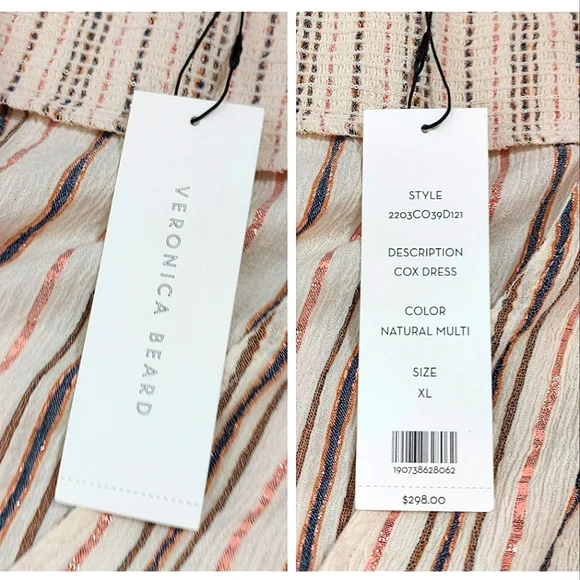 VERONICA BEARD
STYLE
2203CO39D121
DESCRIPTION
COX DRESS
COLOR
NATURAL MULTI
SIZE
XL
190738628062
$298.00